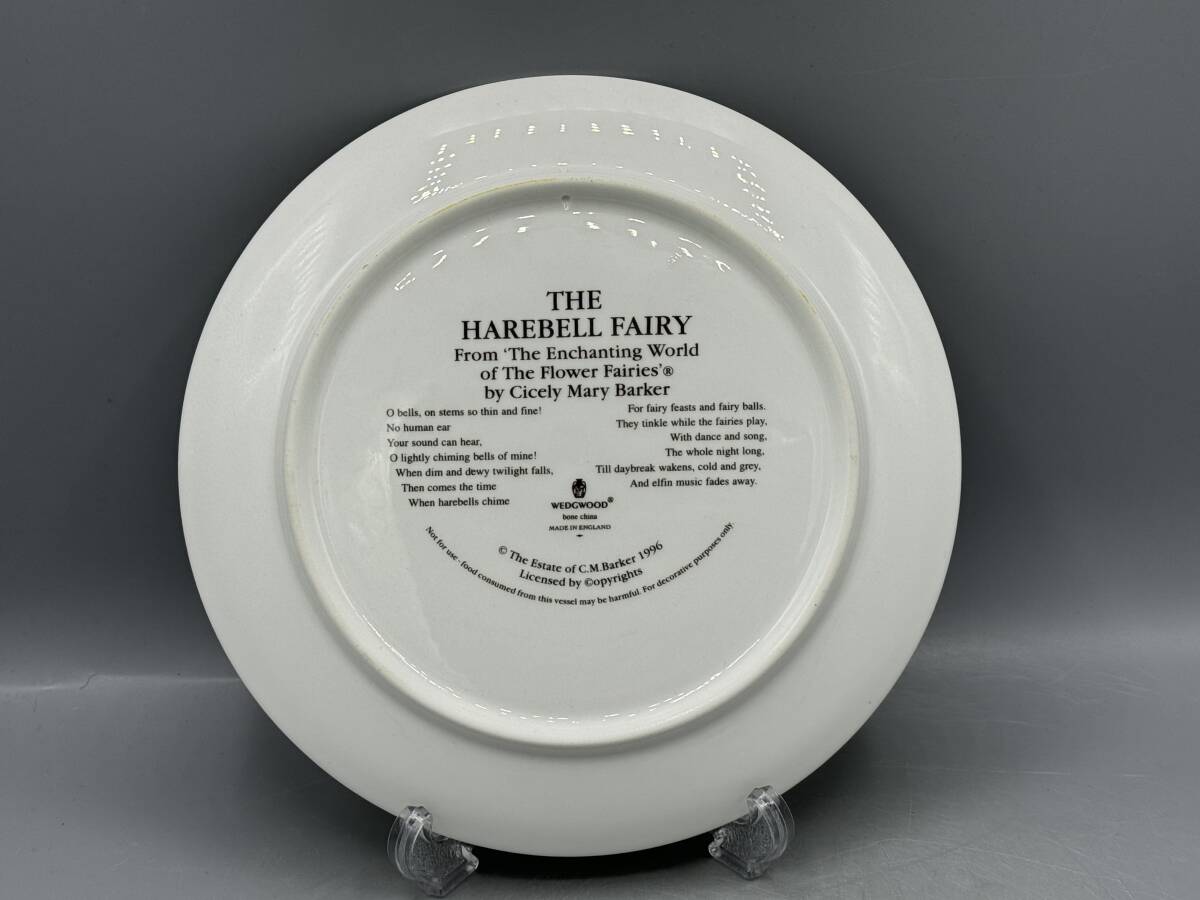 THE
HAREBELL FAIRY
From ‘The Enchanting World
of The Flower Fairies’®
by Cicely Mary Barker
O bells, on stems so thin and fine!
No human ear
Your sound can hear,
O lightly chiming bells of mine!
When dim and dewy twilight falls,
Then comes the time
When harebells chime
For fairy feasts and fairy balls.
They tinkle while the fairies play,
With dance and song,
The whole night long,
Till daybreak wakens, cold and grey,
And elfin music fades away.
WEDGWOOD®
bone china
MADE IN ENGLAND
© The Estate of C.M.Barker 1996
Licensed by ©opyrights
Not for use - food consumed from this vessel may be harmful. For decorative purposes only.